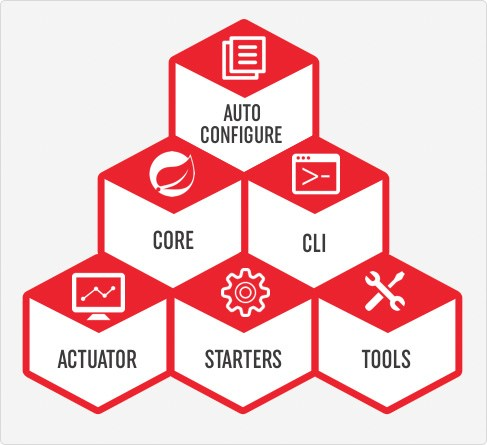 AUTO
CONFIGURE
CORE
CLI
ACTUATOR
STARTERS
TOOLS